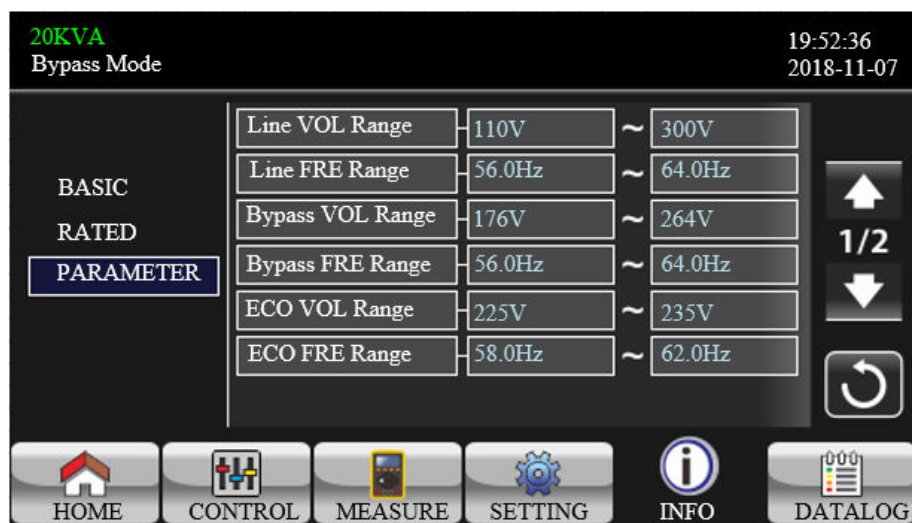 20KVA
Bypass Mode
19:52:36
2018-11-07
BASIC
RATED
PARAMETER
Line VOL Range 110V ~ 300V
Line FRE Range 56.0Hz ~ 64.0Hz
Bypass VOL Range 176V ~ 264V
Bypass FRE Range 56.0Hz ~ 64.0Hz
ECO VOL Range 225V ~ 235V
ECO FRE Range 58.0Hz ~ 62.0Hz
1/2
HOME CONTROL MEASURE SETTING INFO DATALOG